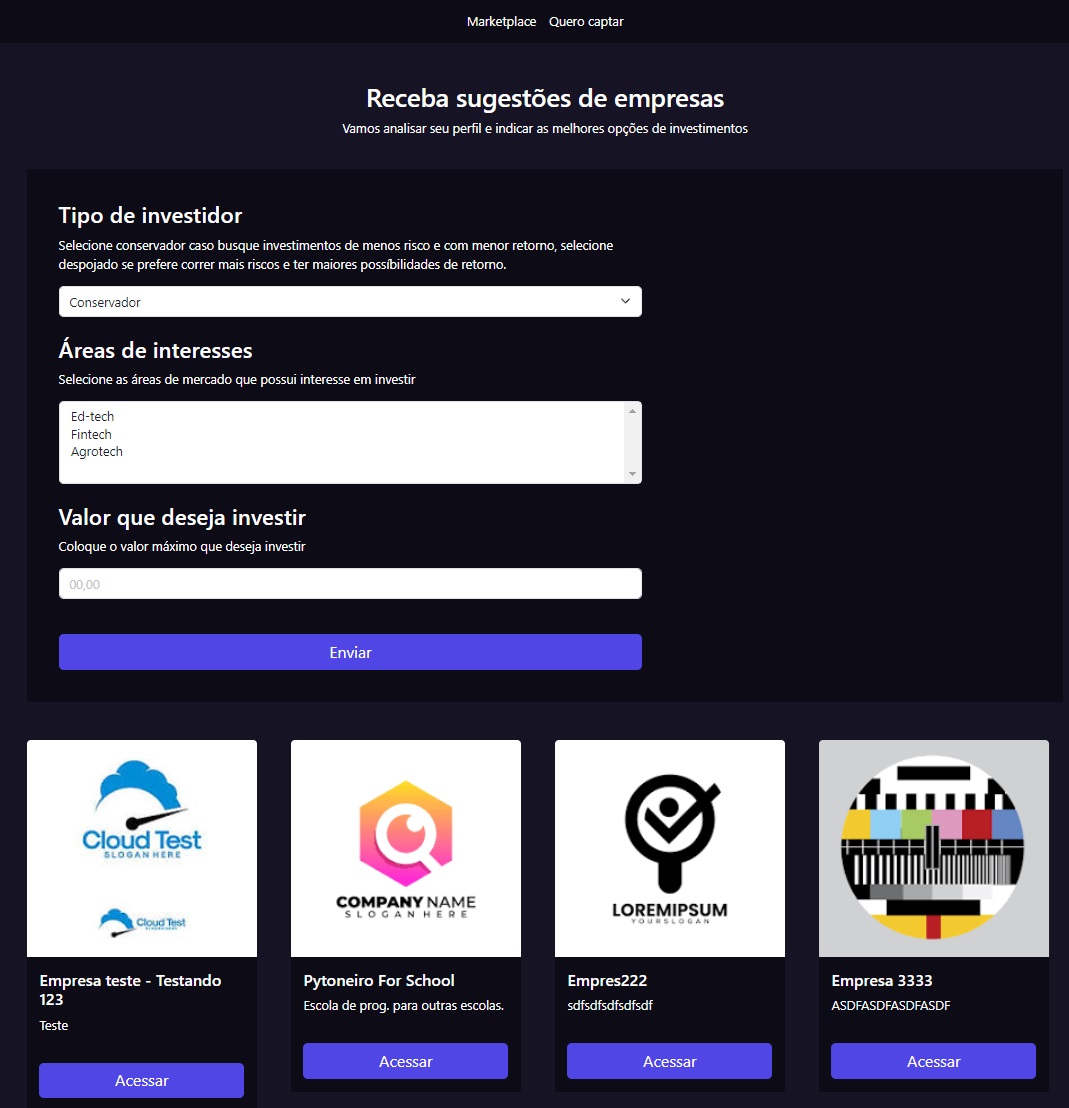 Marketplace Quero captar
Receba sugestões de empresas
Vamos analisar seu perfil e indicar as melhores opções de investimentos
Tipo de investidor
Selecione conservador caso busque investimentos de menos risco e com menor retorno, selecione
despojado se prefere correr mais riscos e ter maiores possíbilidades de retorno.
Conservador
Áreas de interesses
Selecione as áreas de mercado que possui interesse em investir
Ed-tech
Fintech
Agrotech
Valor que deseja investir
Coloque o valor máximo que deseja investir
00,00
Enviar
Cloud Test
SLOGAN HERE
Cloud Test
Empresa teste - Testando
123
Teste
Acessar
COMPANY NAME
SLOGAN HERE
Pytoneiro For School
Escola de prog. para outras escolas.
Acessar
LOREMIPSUM
YOURSLOGAN
Empres222
sdfsdfsdfsdfsdf
Acessar
Empresa 3333
ASDFASDFASDFASDF
Acessar